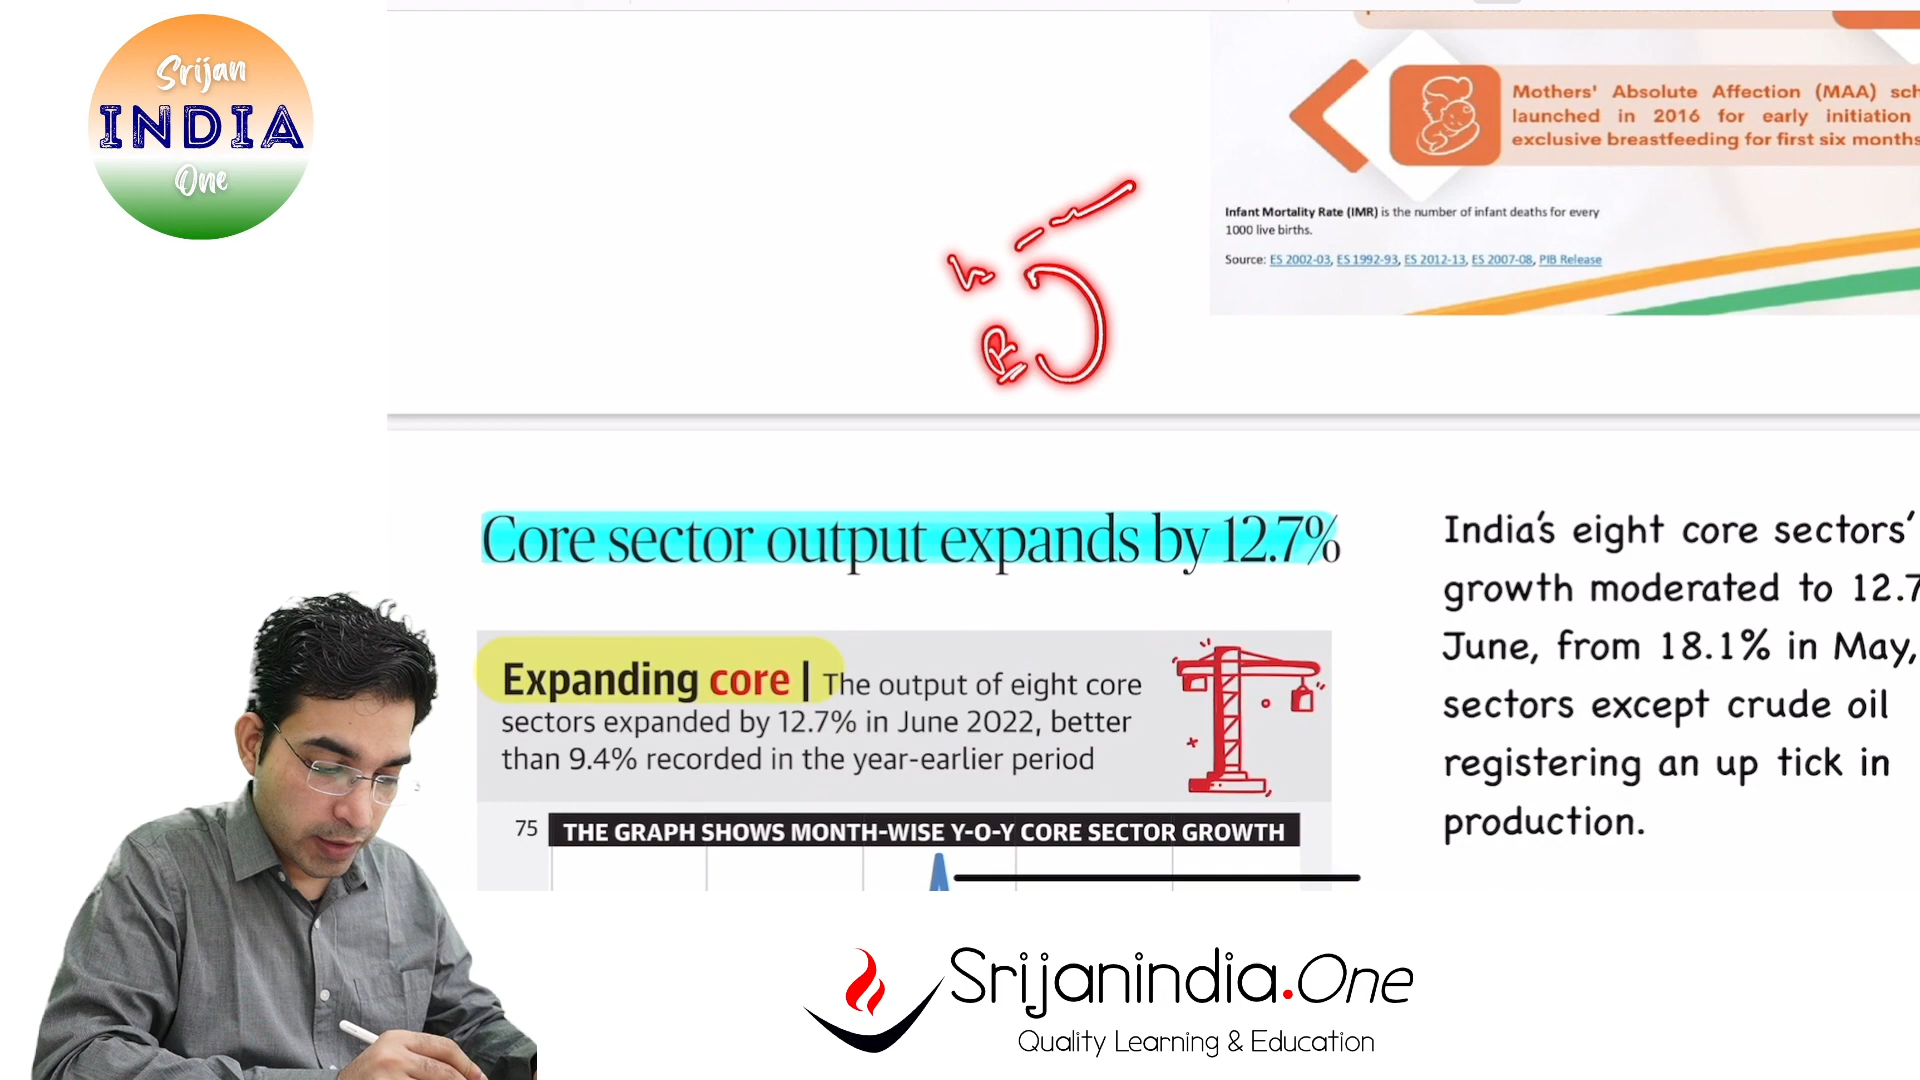 Srijan
INDIA
One
Mothers' Absolute Affection (MAA) sch
launched in 2016 for early initiation
exclusive breastfeeding for first six months
Infant Mortality Rate (IMR) is the number of infant deaths for every
1000 live births.
Source: ES 2002-03, ES 1992-93, ES 2012-13, ES 2007-08, PIB Release
Core sector output expands by 12.7%
Expanding core | The output of eight core
sectors expanded by 12.7% in June 2022, better
than 9.4% recorded in the year-earlier period
75 THE GRAPH SHOWS MONTH-WISE Y-O-Y CORE SECTOR GROWTH
India's eight core sectors'
growth moderated to 12.7
June, from 18.1% in May,
sectors except crude oil
registering an up tick in
production.
Srijanindia.One
Quality Learning & Education